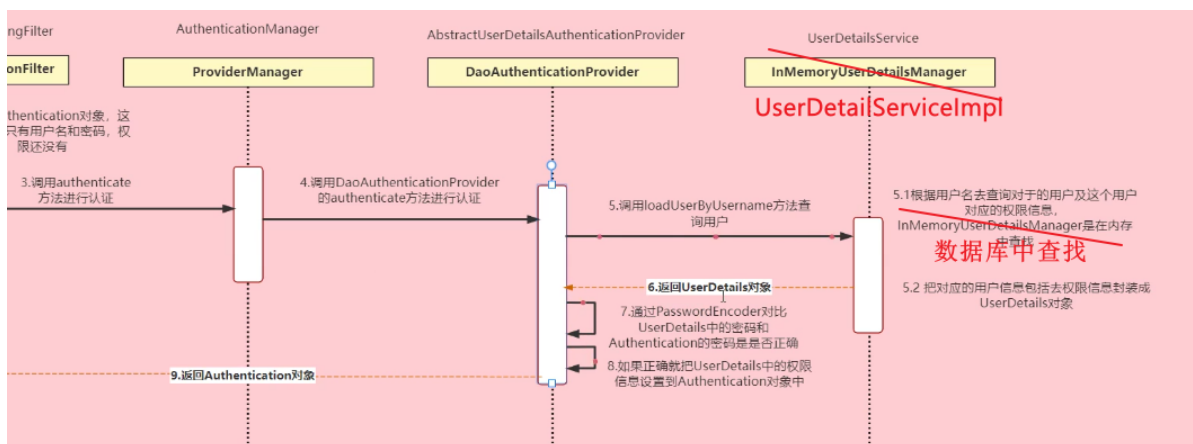 ngFilter
AuthenticationManager
AbstractUserDetailsAuthenticationProvider
UserDetailsService
onFilter
ProviderManager
DaoAuthenticationProvider
InMemoryUserDetailsManager
UserDetailServiceImpl
thentication对象，这
只有用户名和密码，权
限还没有
3.调用authenticate
方法进行认证
4.调用DaoAuthenticationProvider
的authenticate方法进行认证
5.调用loadUserByUsername方法查
询用户
5.1根据用户名去查询对于的用户及这个用户
对应的权限信息，
InMemoryUserDetailsManager是在内存
中查找
数据库中查找
6.返回UserDetails对象
5.2 把对应的用户信息包括去权限信息封装成
UserDetails对象
7.通过PasswordEncoder对比
UserDetails中的密码和
Authentication的密码是是否正确
8.如果正确就把UserDetails中的权限
信息设置到Authentication对象中
9.返回Authentication对象